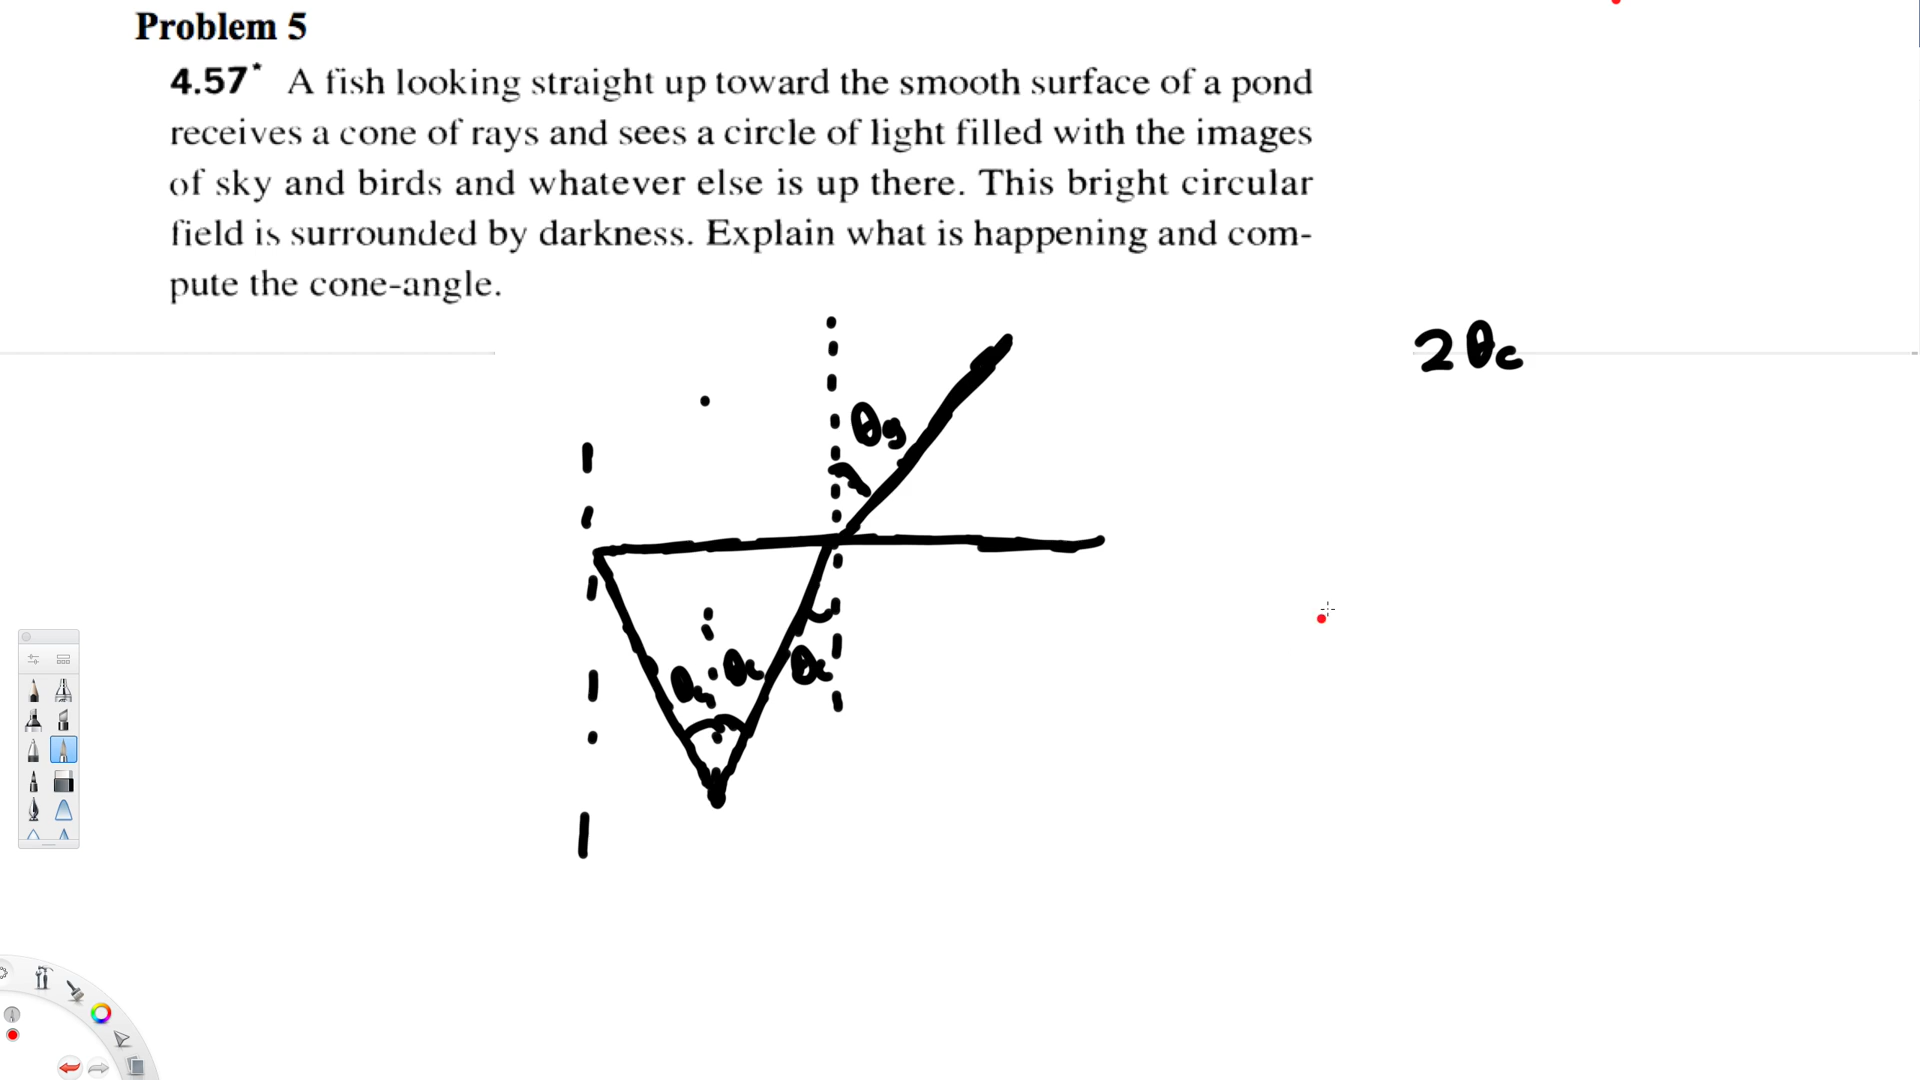 Problem 5
4.57* A fish looking straight up toward the smooth surface of a pond
receives a cone of rays and sees a circle of light filled with the images
of sky and birds and whatever else is up there. This bright circular
field is surrounded by darkness. Explain what is happening and com-
pute the cone-angle.
2θc
θc